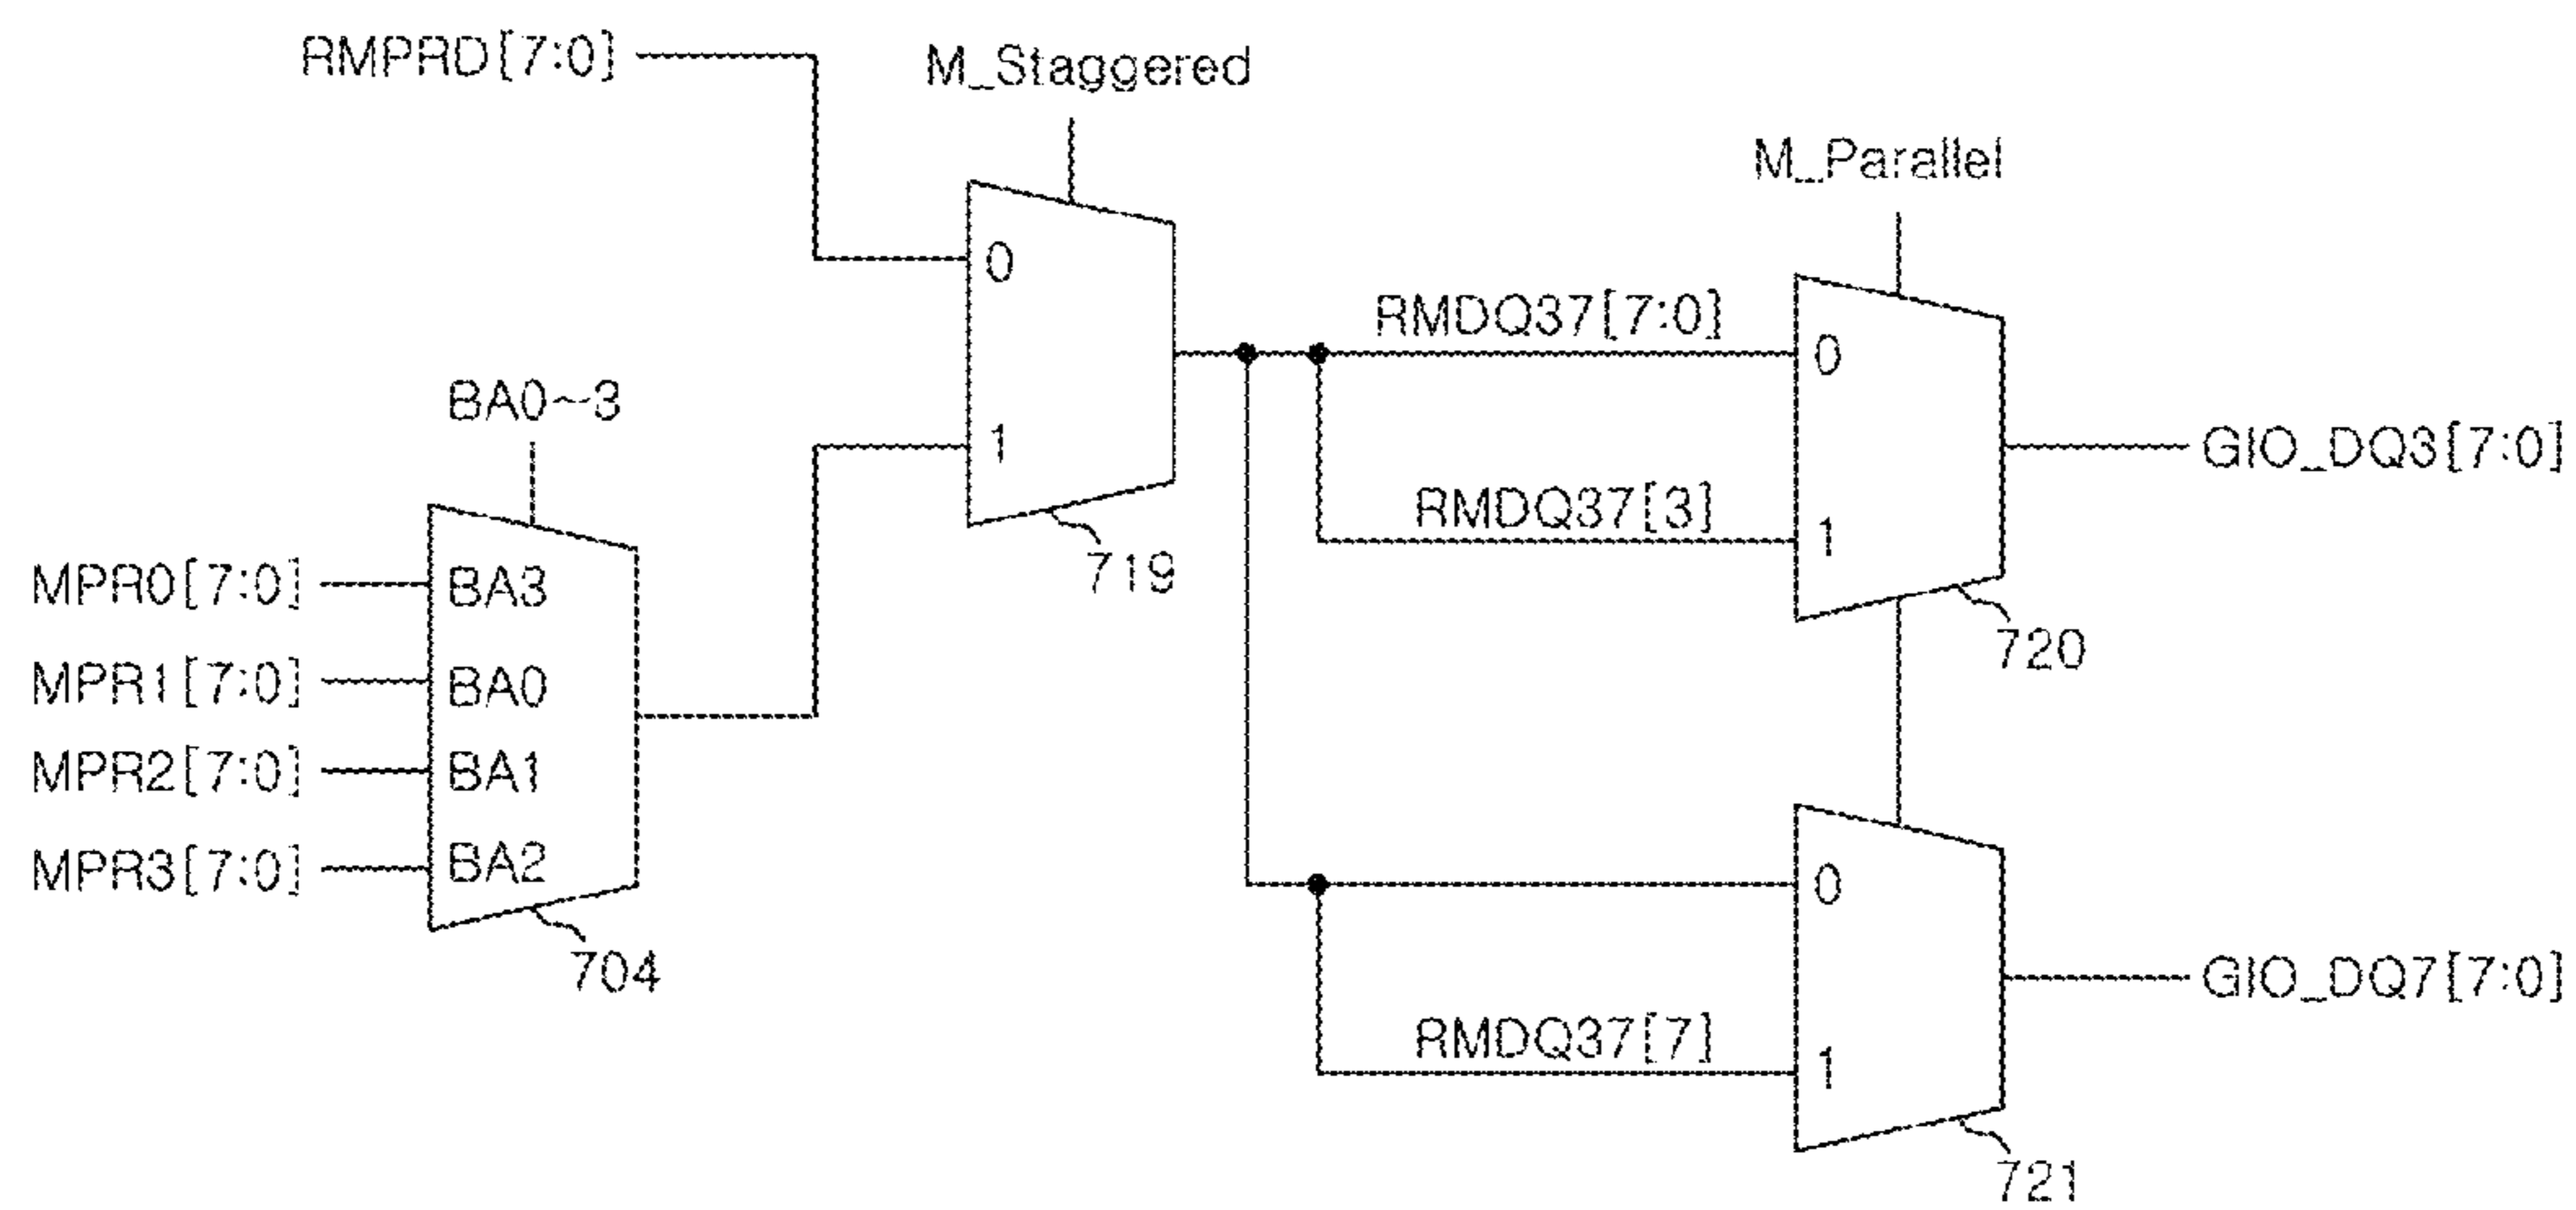 RMPRD[7:0]
M_Staggered
M_Parallel
0
RMDQ37[7:0]
0
BA0~3
1
GIO_DQ3[7:0]
RMDQ37[3]
1
719
MPR0[7:0]
BA3
720
MPR1[7:0]
BA0
MPR2[7:0]
BA1
MPR3[7:0]
BA2
0
704
GIO_DQ7[7:0]
RMDQ37[7]
1
721